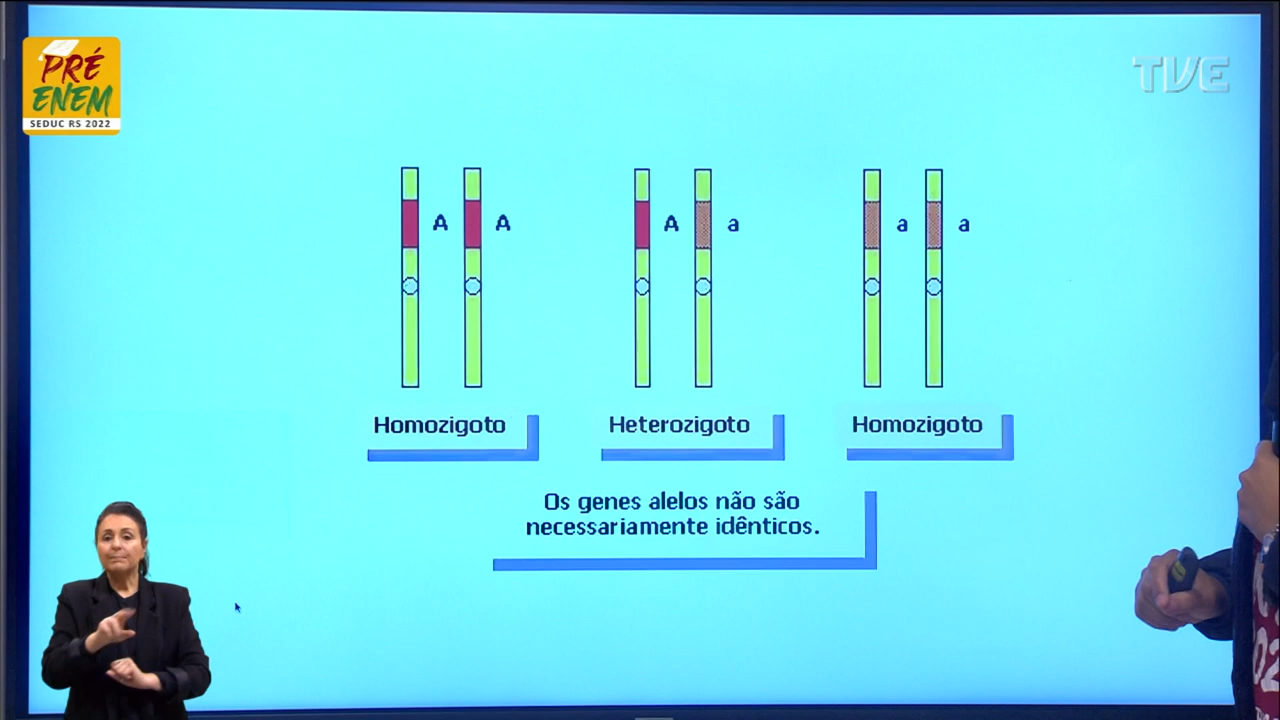 PRÉ
ENEM
SEDUC RS 2022
TVE
A A A a a a
Homozigoto Heterozigoto Homozigoto
Os genes alelos não são
necessariamente idênticos.